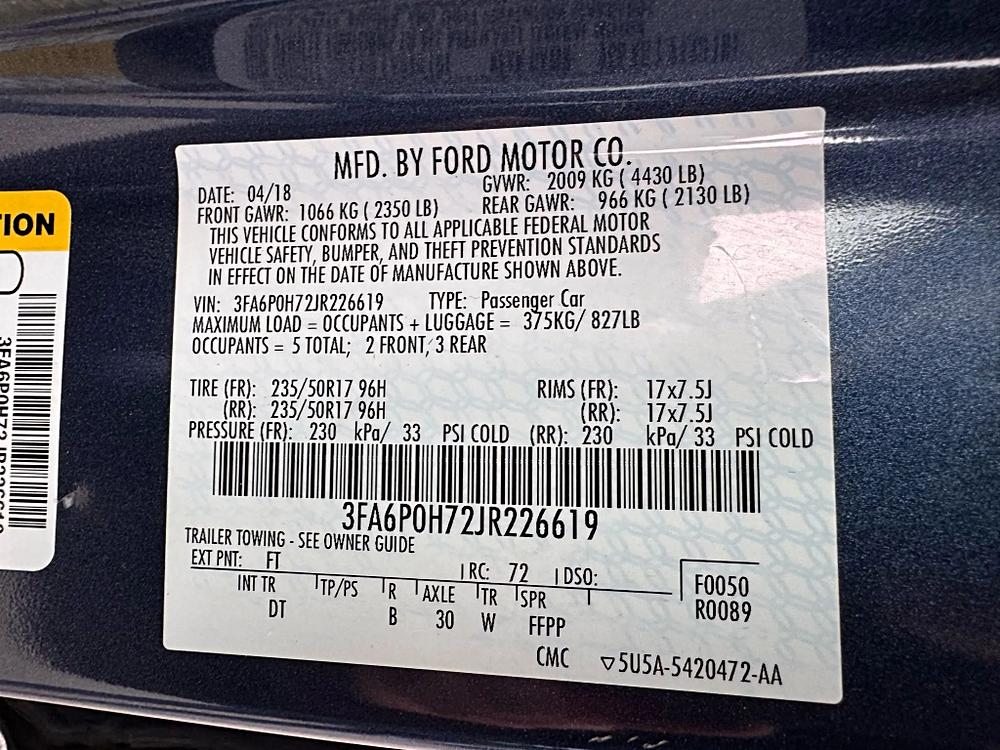 MFD. BY FORD MOTOR CO.
DATE: 04/18 GVWR: 2009 KG ( 4430 LB)
FRONT GAWR: 1066 KG ( 2350 LB) REAR GAWR: 966 KG ( 2130 LB)
THIS VEHICLE CONFORMS TO ALL APPLICABLE FEDERAL MOTOR
VEHICLE SAFETY, BUMPER, AND THEFT PREVENTION STANDARDS
IN EFFECT ON THE DATE OF MANUFACTURE SHOWN ABOVE.
VIN: 3FA6P0H72JR226619 TYPE: Passenger Car
MAXIMUM LOAD = OCCUPANTS + LUGGAGE = 375KG/ 827LB
OCCUPANTS = 5 TOTAL; 2 FRONT, 3 REAR
TIRE (FR): 235/50R17 96H RIMS (FR): 17x7.5J
(RR): 235/50R17 96H (RR): 17x7.5J
PRESSURE (FR): 230 kPa/ 33 PSI COLD (RR): 230 kPa/ 33 PSI COLD
3FA6P0H72JR226619
TRAILER TOWING - SEE OWNER GUIDE
EXT PNT: FT RC: 72 DSO:
F0050
R0089
INT TR TP/PS R AXLE TR SPR
DT B 30 W FFPP
CMC ▽5U5A-5420472-AA
TION